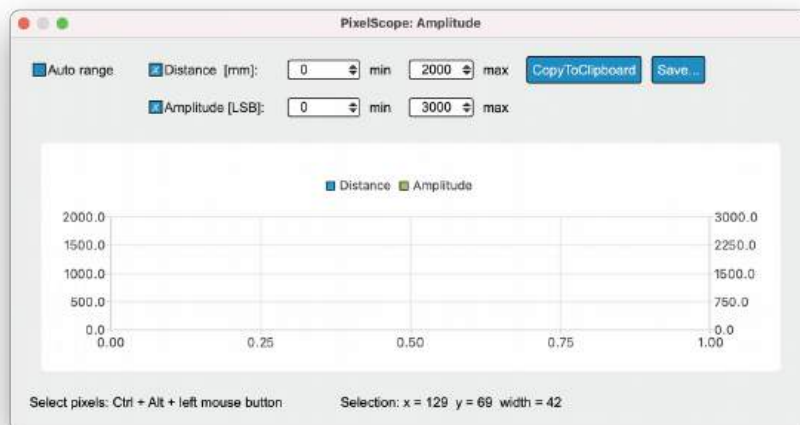 PixelScope: Amplitude
Auto range Distance [mm]: 0 min 2000 max CopyToClipboard Save...
Amplitude [LSB]: 0 min 3000 max
Distance Amplitude
2000.0 3000.0
1500.0 2250.0
1000.0 1500.0
500.0 750.0
0.0 0.0
0.00 0.25 0.50 0.75 1.00
Select pixels: Ctrl + Alt + left mouse button Selection: x = 129 y = 69 width = 42